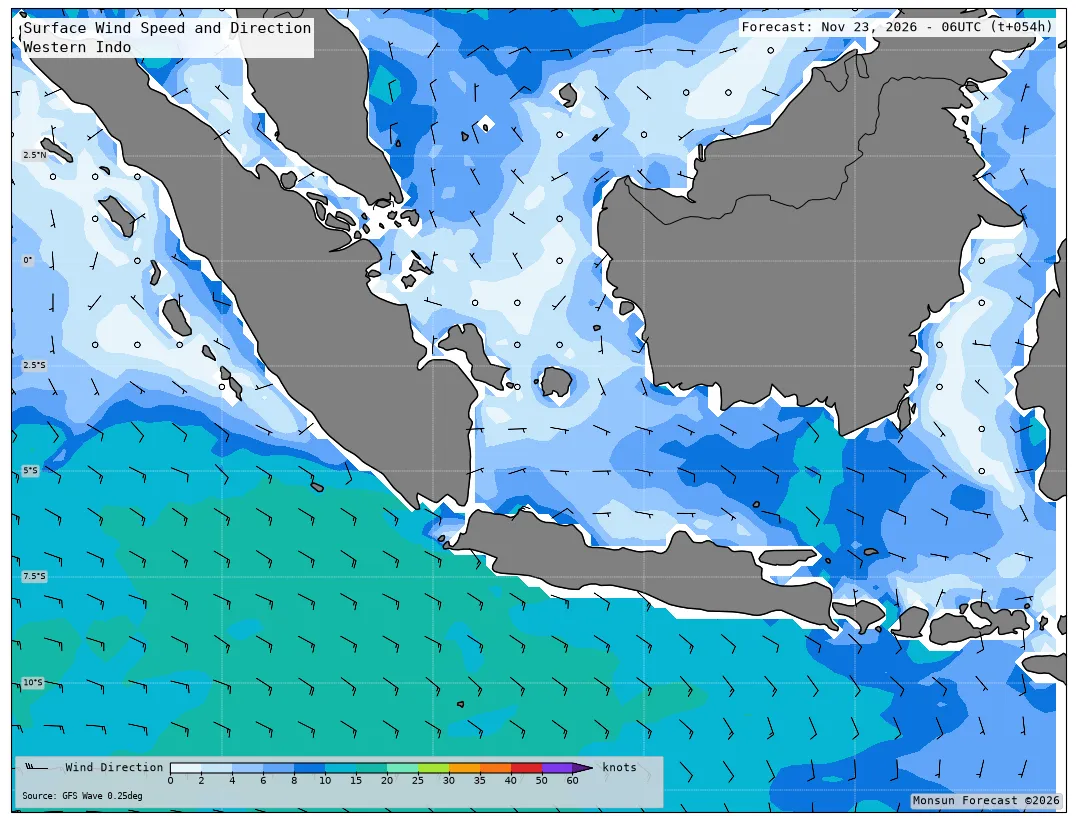 Surface Wind Speed and Direction
Western Indo
Forecast: Nov 23, 2026 - 06UTC (t+054h)
2.5°N
0°
2.5°S
5°S
7.5°S
10°S
Wind Direction
0 2 4 6 8 10 15 20 25 30 35 40 50 60
knots
Source: GFS Wave 0.25deg
Monsun Forecast ©2026